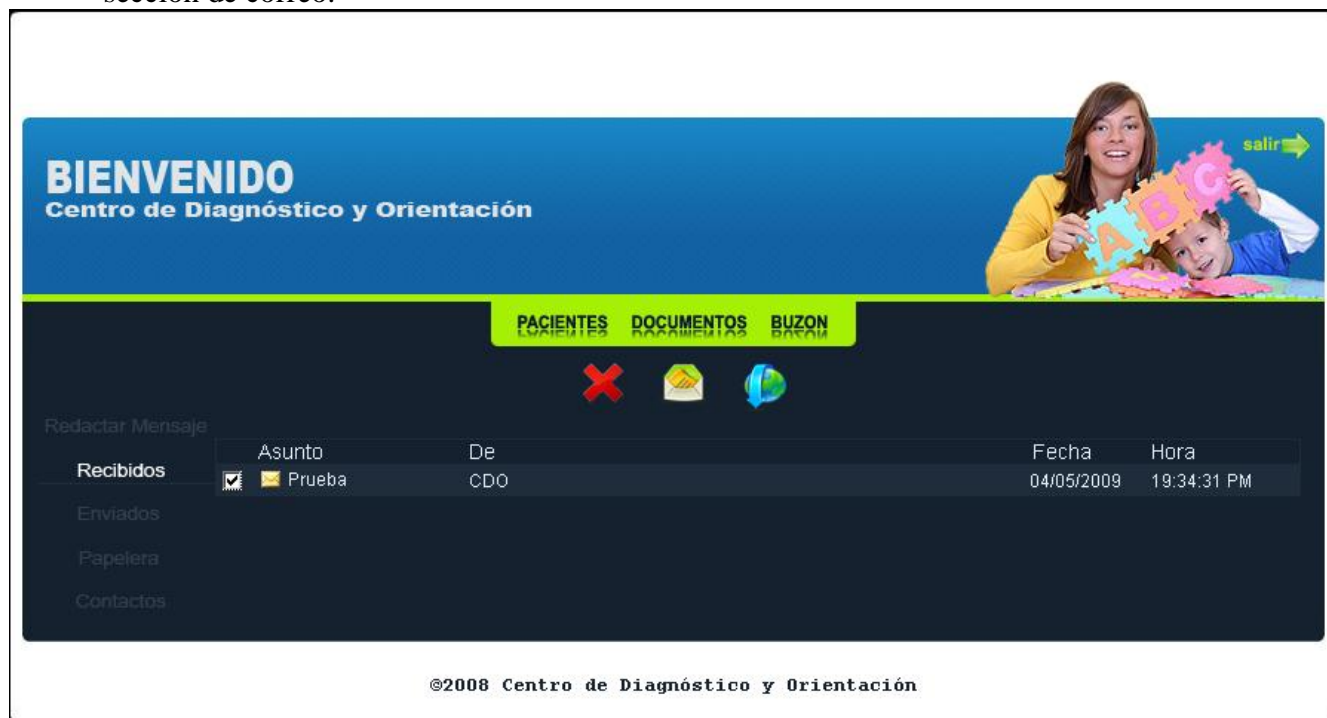 sección de correo.
salir
BIENVENIDO
Centro de Diagnóstico y Orientación
A B C
PACIENTES DOCUMENTOS BUZON
Redactar Mensaje
Asunto De Fecha Hora
Recibidos
Prueba CDO 04/05/2009 19:34:31 PM
Enviados
Papelera
Contactos
©2008 Centro de Diagnóstico y Orientación